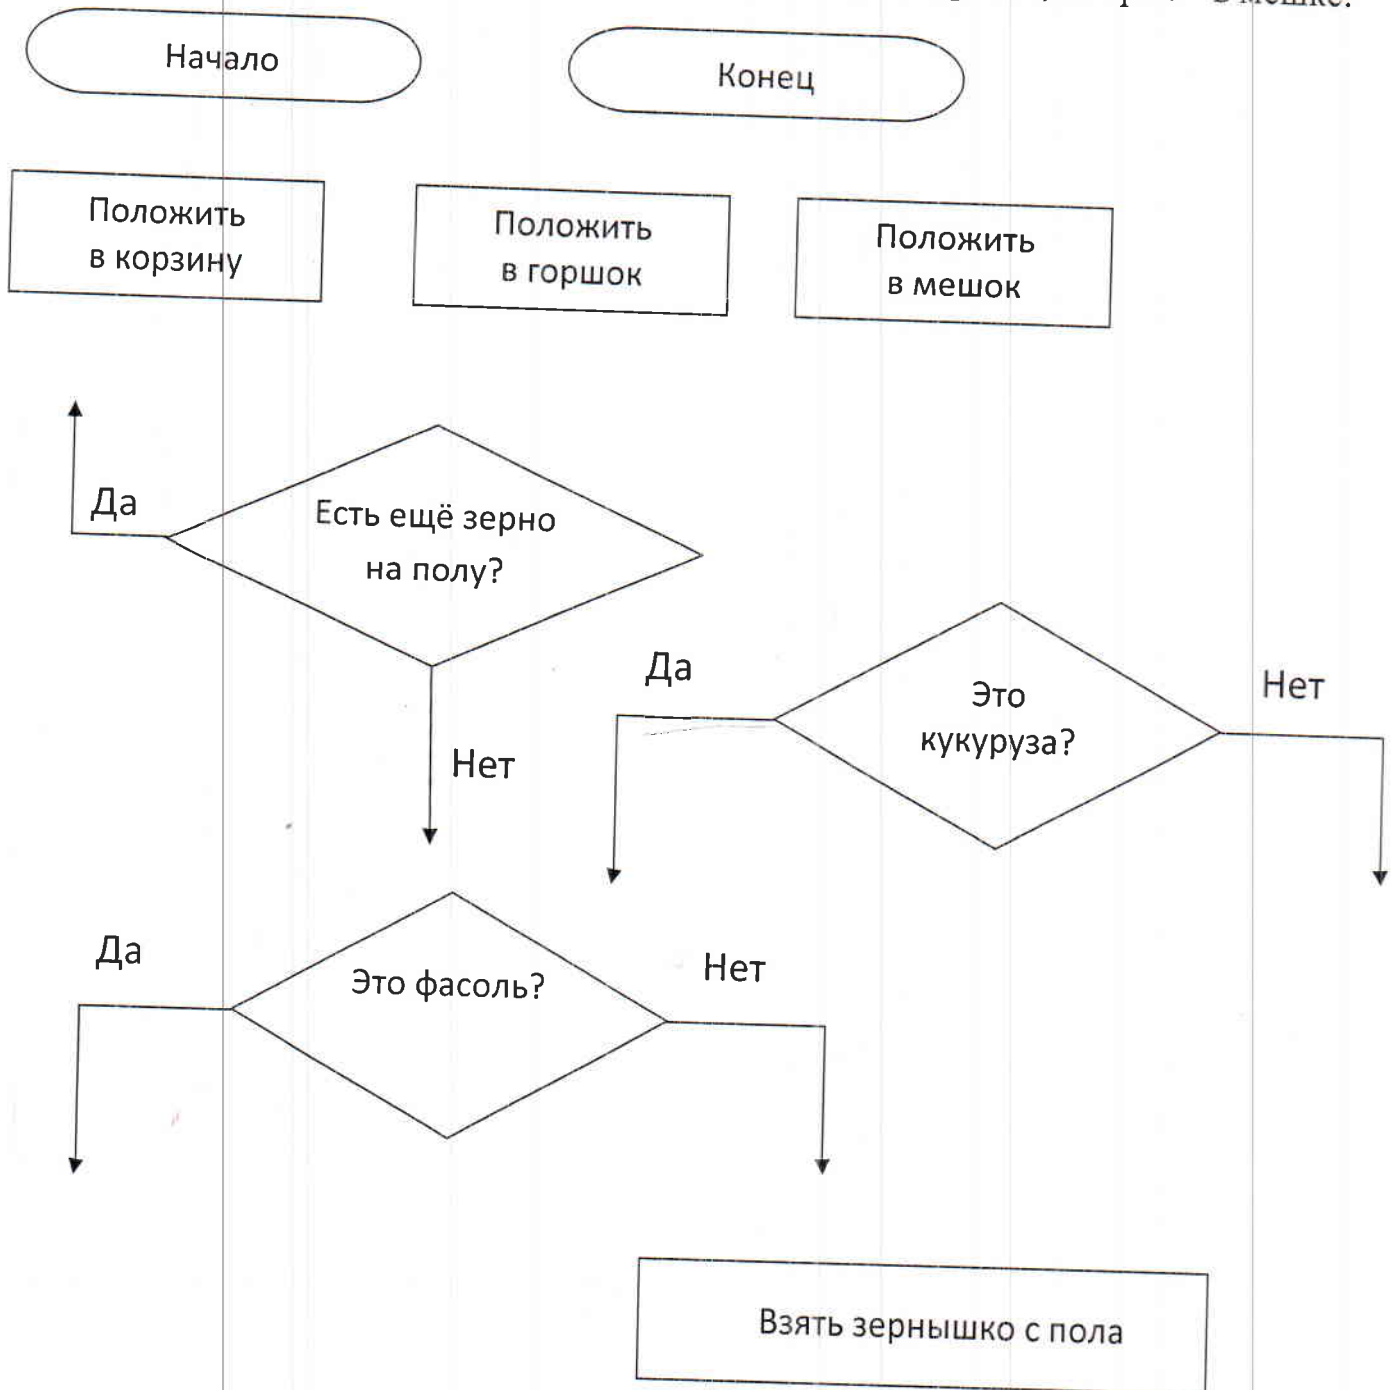 в мешке.
Начало
Конец
Положить
в корзину
Положить
в горшок
Положить
в мешок
Да
Есть ещё зерно
на полу?
Нет
Да
Это
кукуруза?
Нет
Да
Это фасоль?
Нет
Взять зернышко с пола